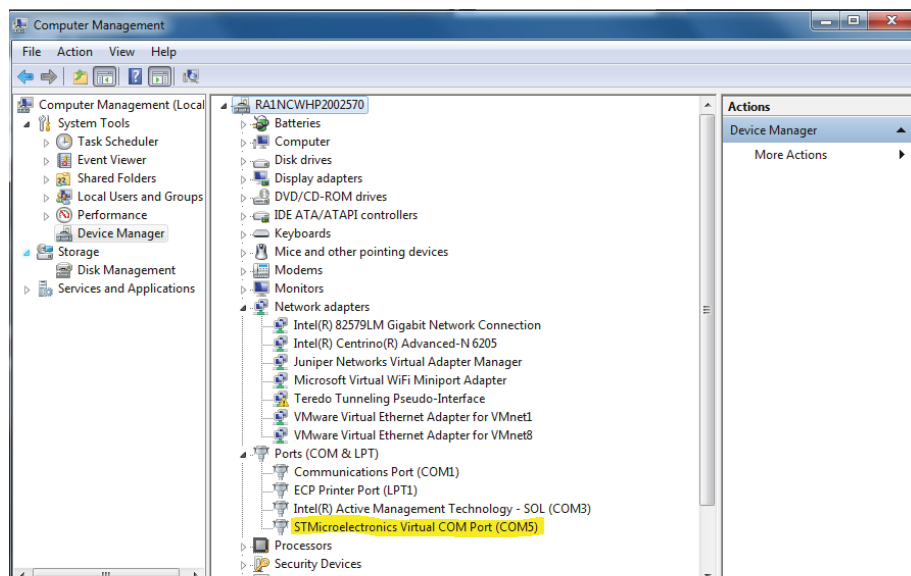 Computer Management
File Action View Help
Computer Management (Local
System Tools
Task Scheduler
Event Viewer
Shared Folders
Local Users and Groups
Performance
Device Manager
Storage
Disk Management
Services and Applications
RA1NCWHP2002570
Batteries
Computer
Disk drives
Display adapters
DVD/CD-ROM drives
IDE ATA/ATAPI controllers
Keyboards
Mice and other pointing devices
Modems
Monitors
Network adapters
Intel(R) 82579LM Gigabit Network Connection
Intel(R) Centrino(R) Advanced-N 6205
Juniper Networks Virtual Adapter Manager
Microsoft Virtual WiFi Miniport Adapter
Teredo Tunneling Pseudo-Interface
VMware Virtual Ethernet Adapter for VMnet1
VMware Virtual Ethernet Adapter for VMnet8
Ports (COM & LPT)
Communications Port (COM1)
ECP Printer Port (LPT1)
Intel(R) Active Management Technology - SOL (COM3)
STMicroelectronics Virtual COM Port (COM5)
Processors
Security Devices
Actions
Device Manager
More Actions